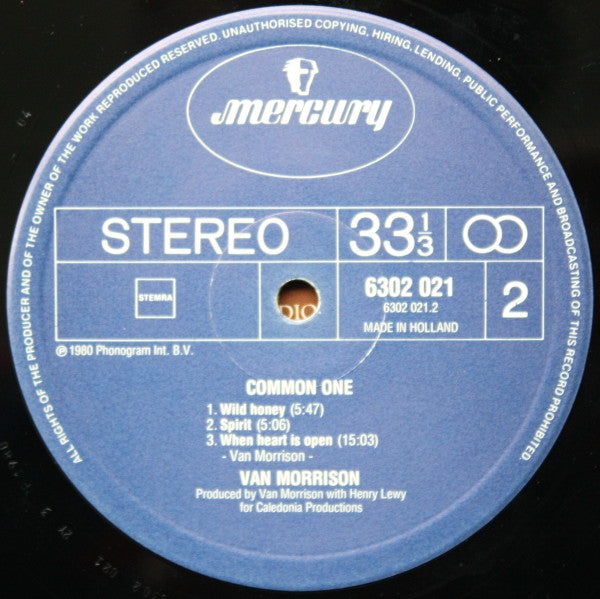 ALL RIGHTS OF THE PRODUCER AND OF THE OWNER OF THE WORK REPRODUCED RESERVED. UNAUTHORISED COPYING, HIRING, LENDING, PUBLIC PERFORMANCE AND BROADCASTING OF THIS RECORD PROHIBITED.
mercury
STEREO 33 1/3
STEMRA
6302 021
6302 021.2
MADE IN HOLLAND
2
DIO
℗ 1980 Phonogram Int. B.V.
COMMON ONE
1. Wild honey (5:47)
2. Spirit (5:06)
3. When heart is open (15:03)
- Van Morrison -
VAN MORRISON
Produced by Van Morrison with Henry Lewy
for Caledonia Productions